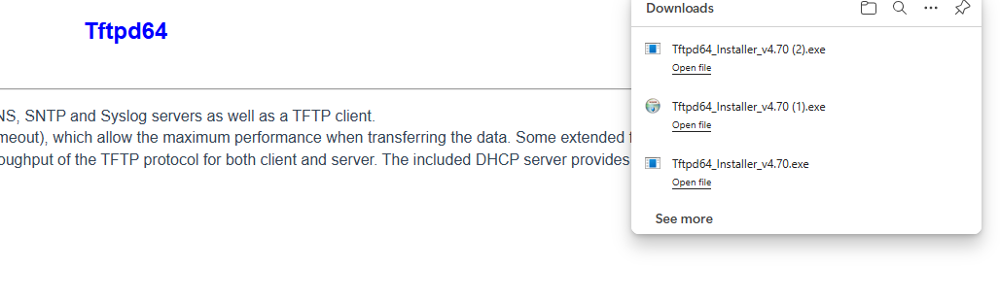 Tftpd64
NS, SNTP and Syslog servers as well as a TFTP client.
meout), which allow the maximum performance when transferring the data. Some extended
oughput of the TFTP protocol for both client and server. The included DHCP server provides
Downloads
Tftpd64_Installer_v4.70 (2).exe
Open file
Tftpd64_Installer_v4.70 (1).exe
Open file
Tftpd64_Installer_v4.70.exe
Open file
See more